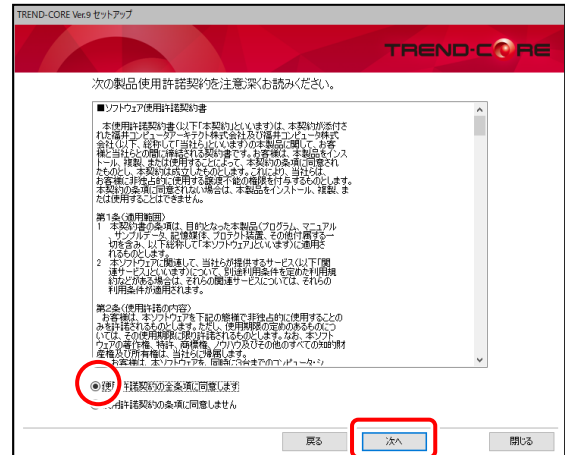 TREND-CORE Ver.9 セットアップ
TREND-CORE
次の製品使用許諾契約を注意深くお読みください。
■ソフトウェア使用許諾契約書
本使用許諾契約書(以下「本契約」といいます)は、本契約が添付さ
れた福井コンピュータアーキテクト株式会社及び福井コンピュータ株式
会社(以下、総称して「当社」といいます)の本製品に関して、お客
様と当社との間に締結される契約書です。お客様は、本製品をインス
トール、複製、または使用することによって、本契約の条項に同意され
たものとし、本契約は成立したものとします。これにより、当社は、
お客様に非独占的に使用する譲渡不能の権限を付与するものとします。
本契約の条項に同意されない場合は、本製品をインストール、複製、ま
たは使用することはできません。
第1条(適用範囲)
1 本契約書の条項は、目的となった本製品(プログラム、マニュアル
、サンプルデータ、記憶媒体、プロテクト装置、その他付属する一
切を含み、以下総称して「本ソフトウェア」といいます)に適用さ
れるものとします。
2 本ソフトウェアに関連して、当社らが提供するサービス(以下「関
連サービス」といいます)について、別途利用条件を定めた利用規
約などがある場合は、それらの関連サービスについては、それらの
利用条件が適用されます。
第2条(使用許諾の内容)
お客様は、本ソフトウェアを下記の態様で非独占的に使用することの
みを許諾されるものとします。ただし、使用期限の定めのあるものにつ
いては、その使用期限に限り許諾されるものとします。なお、本ソフト
ウェアの著作権、特許、商標権、ノウハウ及びその他のすべての知的財
産権及び所有権は、当社らに帰属します。
お客様は、本ソフトウェアを、同時に3台までのコンピュータ・シ
使用許諾契約の全条項に同意します
用許諾契約の条項に同意しません
戻る
次へ
閉じる